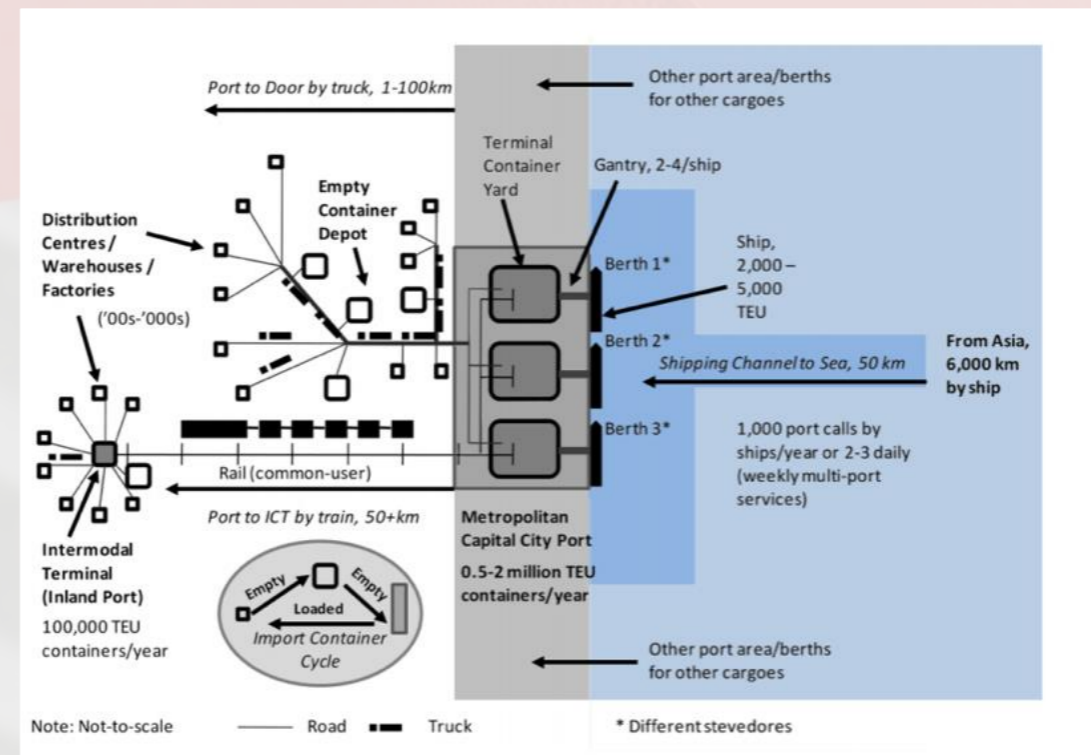 Port to Door by truck, 1-100km
Other port area/berths
for other cargoes
Terminal
Container
Yard
Gantry, 2-4/ship
Empty
Container
Depot
Distribution
Centres /
Warehouses /
Factories
('00s-'000s)
Ship,
2,000 –
5,000
TEU
Berth 1*
Berth 2*
Shipping Channel to Sea, 50 km
From Asia,
6,000 km
by ship
Berth 3*
1,000 port calls by
ships/year or 2-3 daily
(weekly multi-port
services)
Rail (common-user)
Port to ICT by train, 50+km
Metropolitan
Capital City Port
0.5-2 million TEU
containers/year
Intermodal
Terminal
(Inland Port)
100,000 TEU
containers/year
Empty
Empty
Loaded
Import Container
Cycle
Other port area/berths
for other cargoes
Note: Not-to-scale
Road
Truck
* Different stevedores